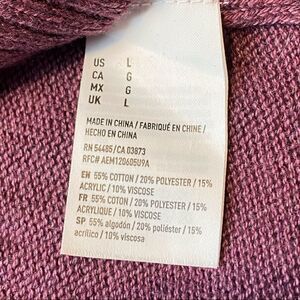 US L
CA G
MX G
UK L
MADE IN CHINA / FABRIQUÉ EN CHINE /
HECHO EN CHINA
RN 54485/CA 03873
RFC# AEM120605U9A
EN 55% COTTON / 20% POLYESTER / 15%
ACRYLIC / 10% VISCOSE
FR 55% COTON / 20% POLYESTER / 15%
ACRYLIQUE / 10% VISCOSE
SP 55% algodón / 20% poliéster / 15%
acrílico / 10% viscosa